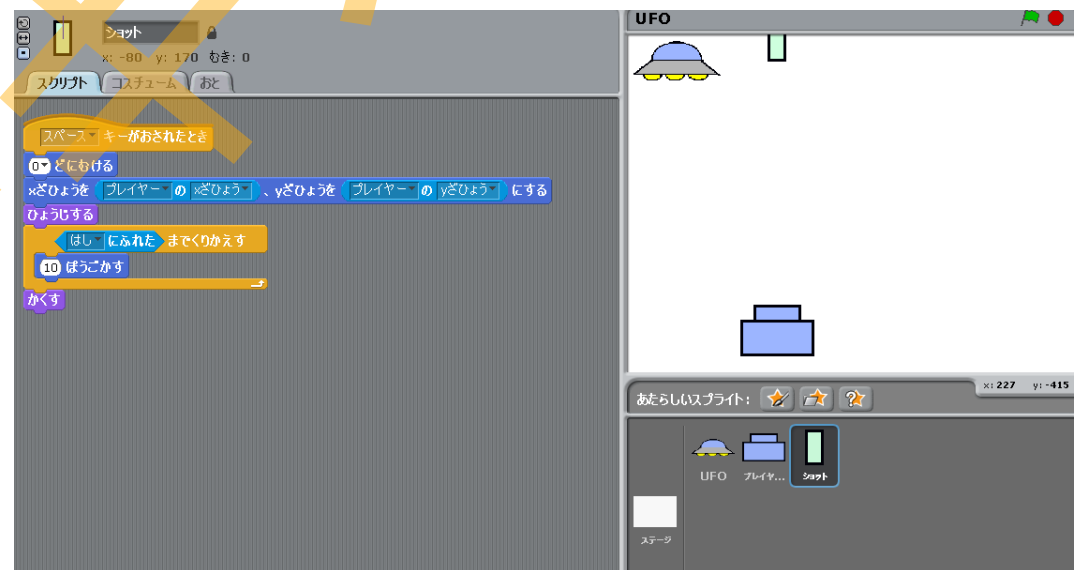 ショット
x: -80 y: 170 むき: 0
スクリプト コスチューム おと
スペース キーがおされたとき
0 どにむける
xざひょうを プレイヤー の xざひょう 、yざひょうを プレイヤー の yざひょう にする
ひょうじする
はし にふれた までくりかえす
10 ほうごかす
かくす
UFO
x: 227 y: -415
あたらしいスプライト:
UFO プレイヤ... ショット
ステージ